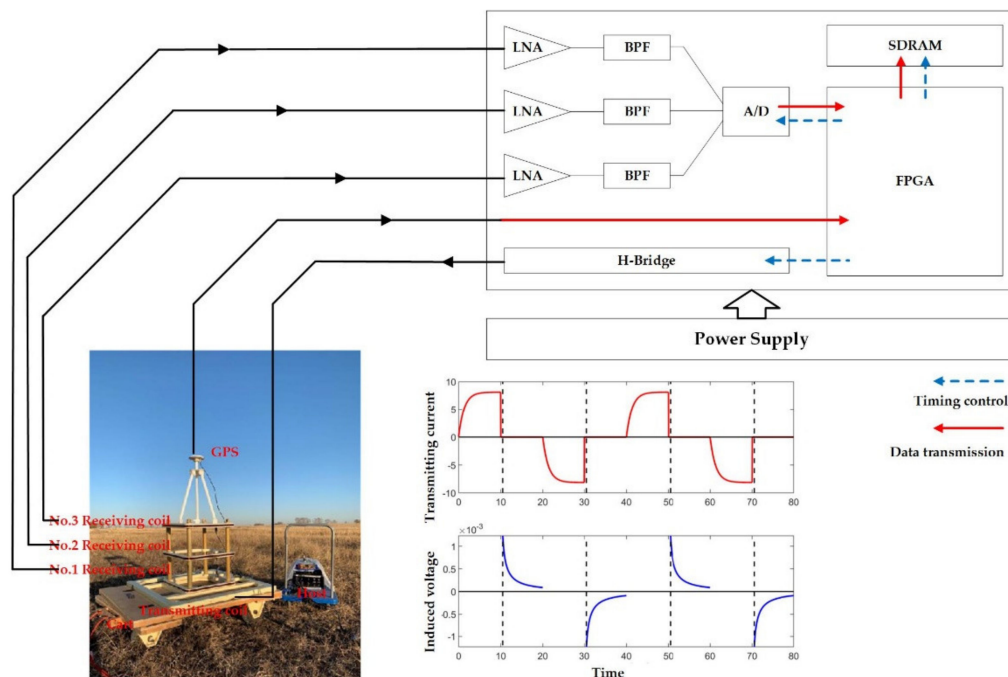 LNA
BPF
SDRAM
LNA
BPF
A/D
LNA
BPF
FPGA
H-Bridge
Power Supply
GPS
No.3 Receiving coil
No.2 Receiving coil
No.1 Receiving coil
Transmitting coil
Host
Cart
Transmitting current
10
5
0
-5
-10
0
10
20
30
40
50
60
70
80
Timing control
Data transmission
Induced voltage
×10⁻³
1
0.5
0
-0.5
-1
0
10
20
30
40
50
60
70
80
Time